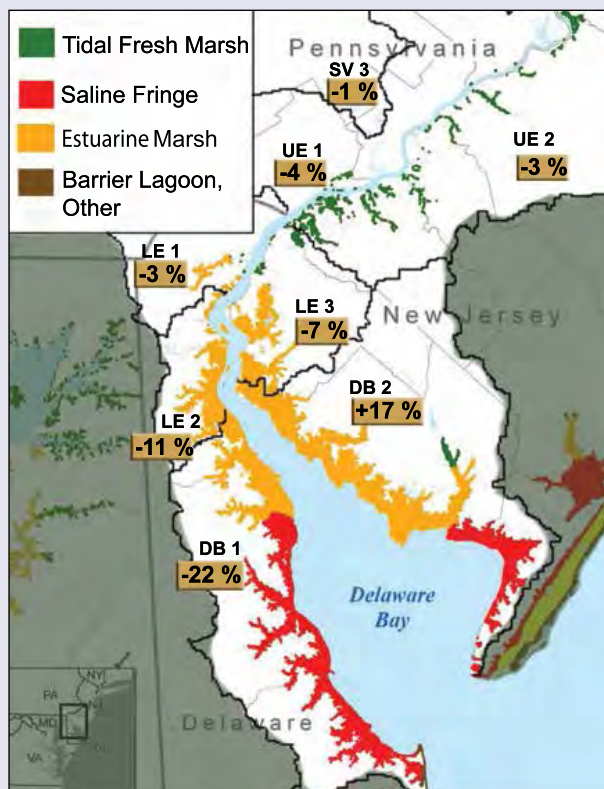 Tidal Fresh Marsh
Saline Fringe
Estuarine Marsh
Barrier Lagoon,
Other
Pennsylvania
SV 3
-1 %
UE 1
-4 %
UE 2
-3 %
LE 1
-3 %
LE 3
-7 %
New Jersey
DB 2
+17 %
LE 2
-11 %
DB 1
-22 %
Delaware
Bay
Delaware
NY
PA
NJ
MD
VA